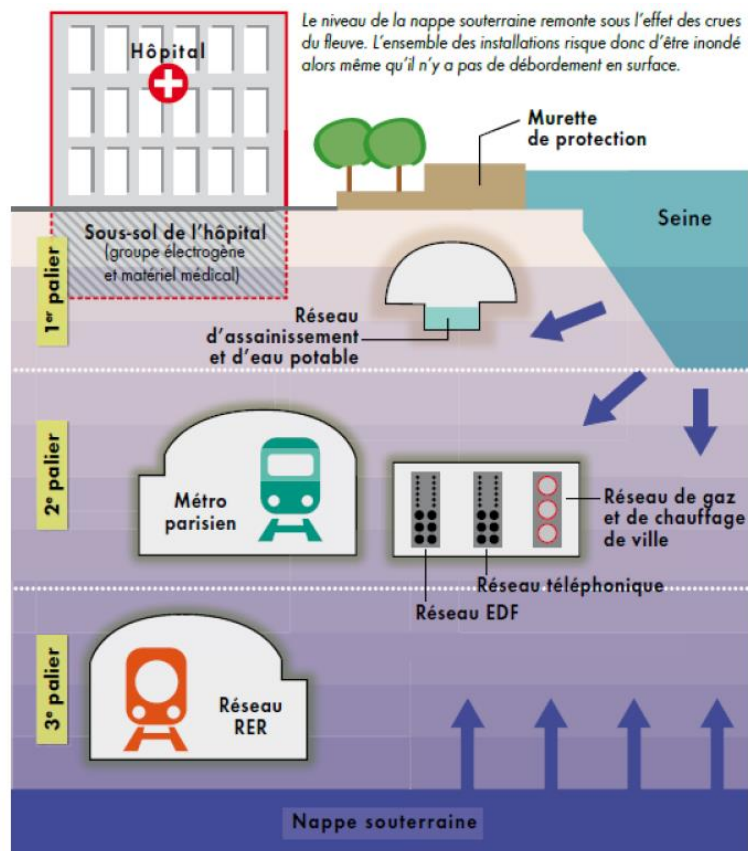 Le niveau de la nappe souterraine remonte sous l'effet des crues
du fleuve. L'ensemble des installations risque donc d'être inondé
alors même qu'il n'y a pas de débordement en surface.
Hôpital
Murette
de protection
Seine
Sous-sol de l'hôpital
(groupe électrogène
et matériel médical)
1er palier
Réseau
d'assainissement
et d'eau potable
2e palier
Métro
parisien
Réseau de gaz
et de chauffage
de ville
Réseau téléphonique
Réseau EDF
3e palier
Réseau
RER
Nappe souterraine